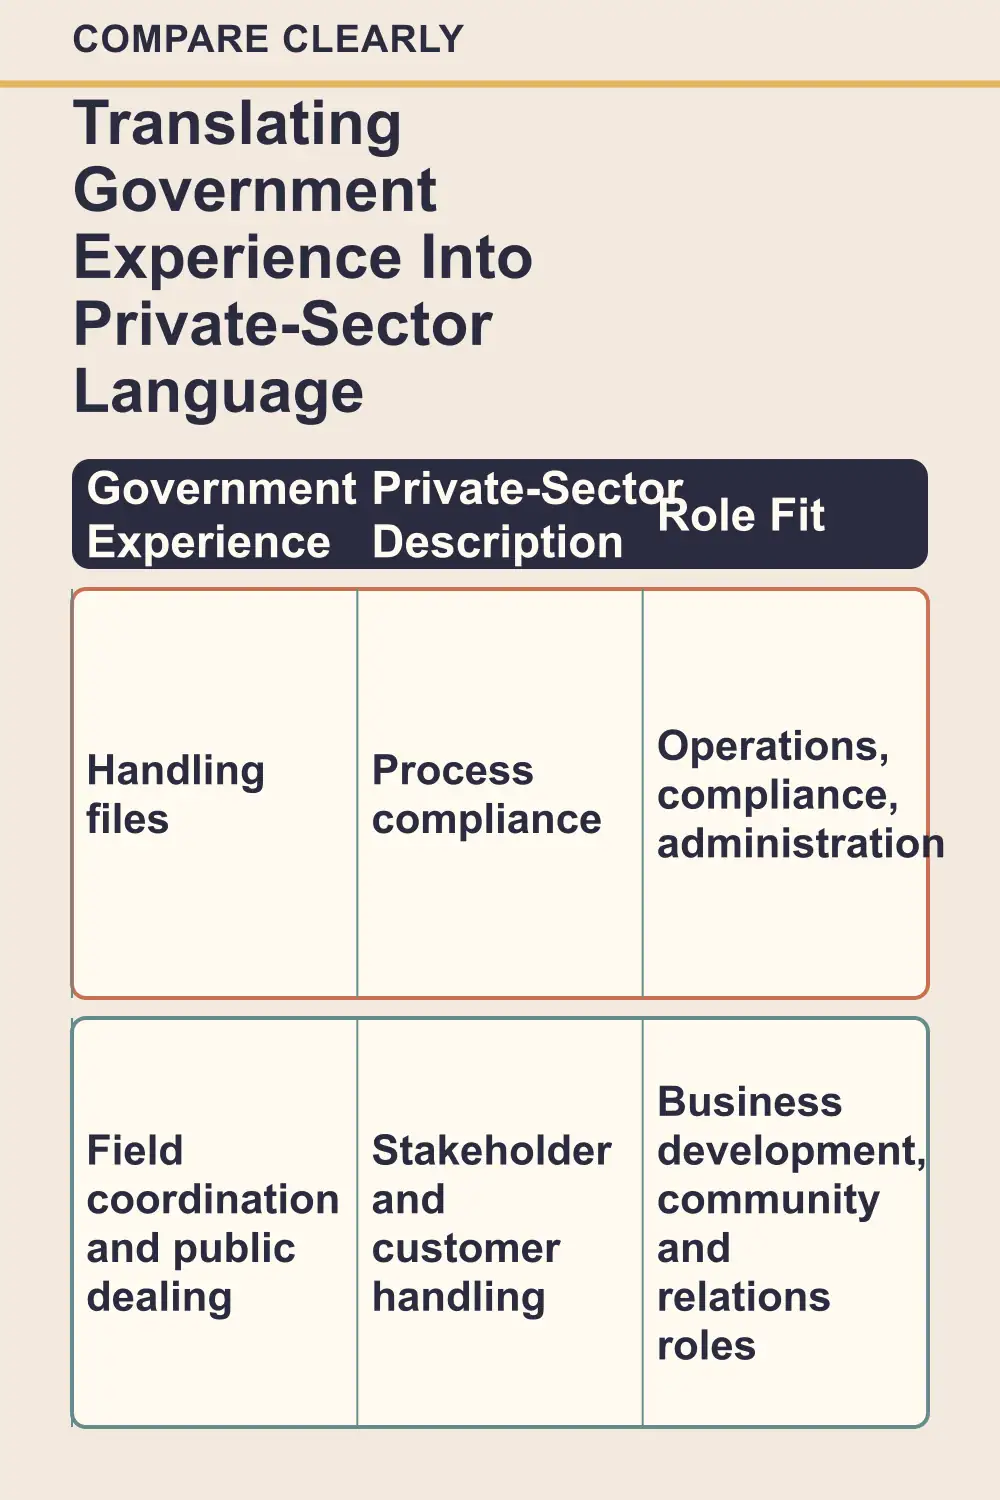 COMPARE CLEARLY
Translating
Government
Experience Into
Private-Sector
Language
Government
Experience
Private-Sector
Description
Role Fit
Handling
files
Process
compliance
Operations,
compliance,
administration
Field
coordination
and public
dealing
Stakeholder
and
customer
handling
Business
development,
community
and
relations
roles